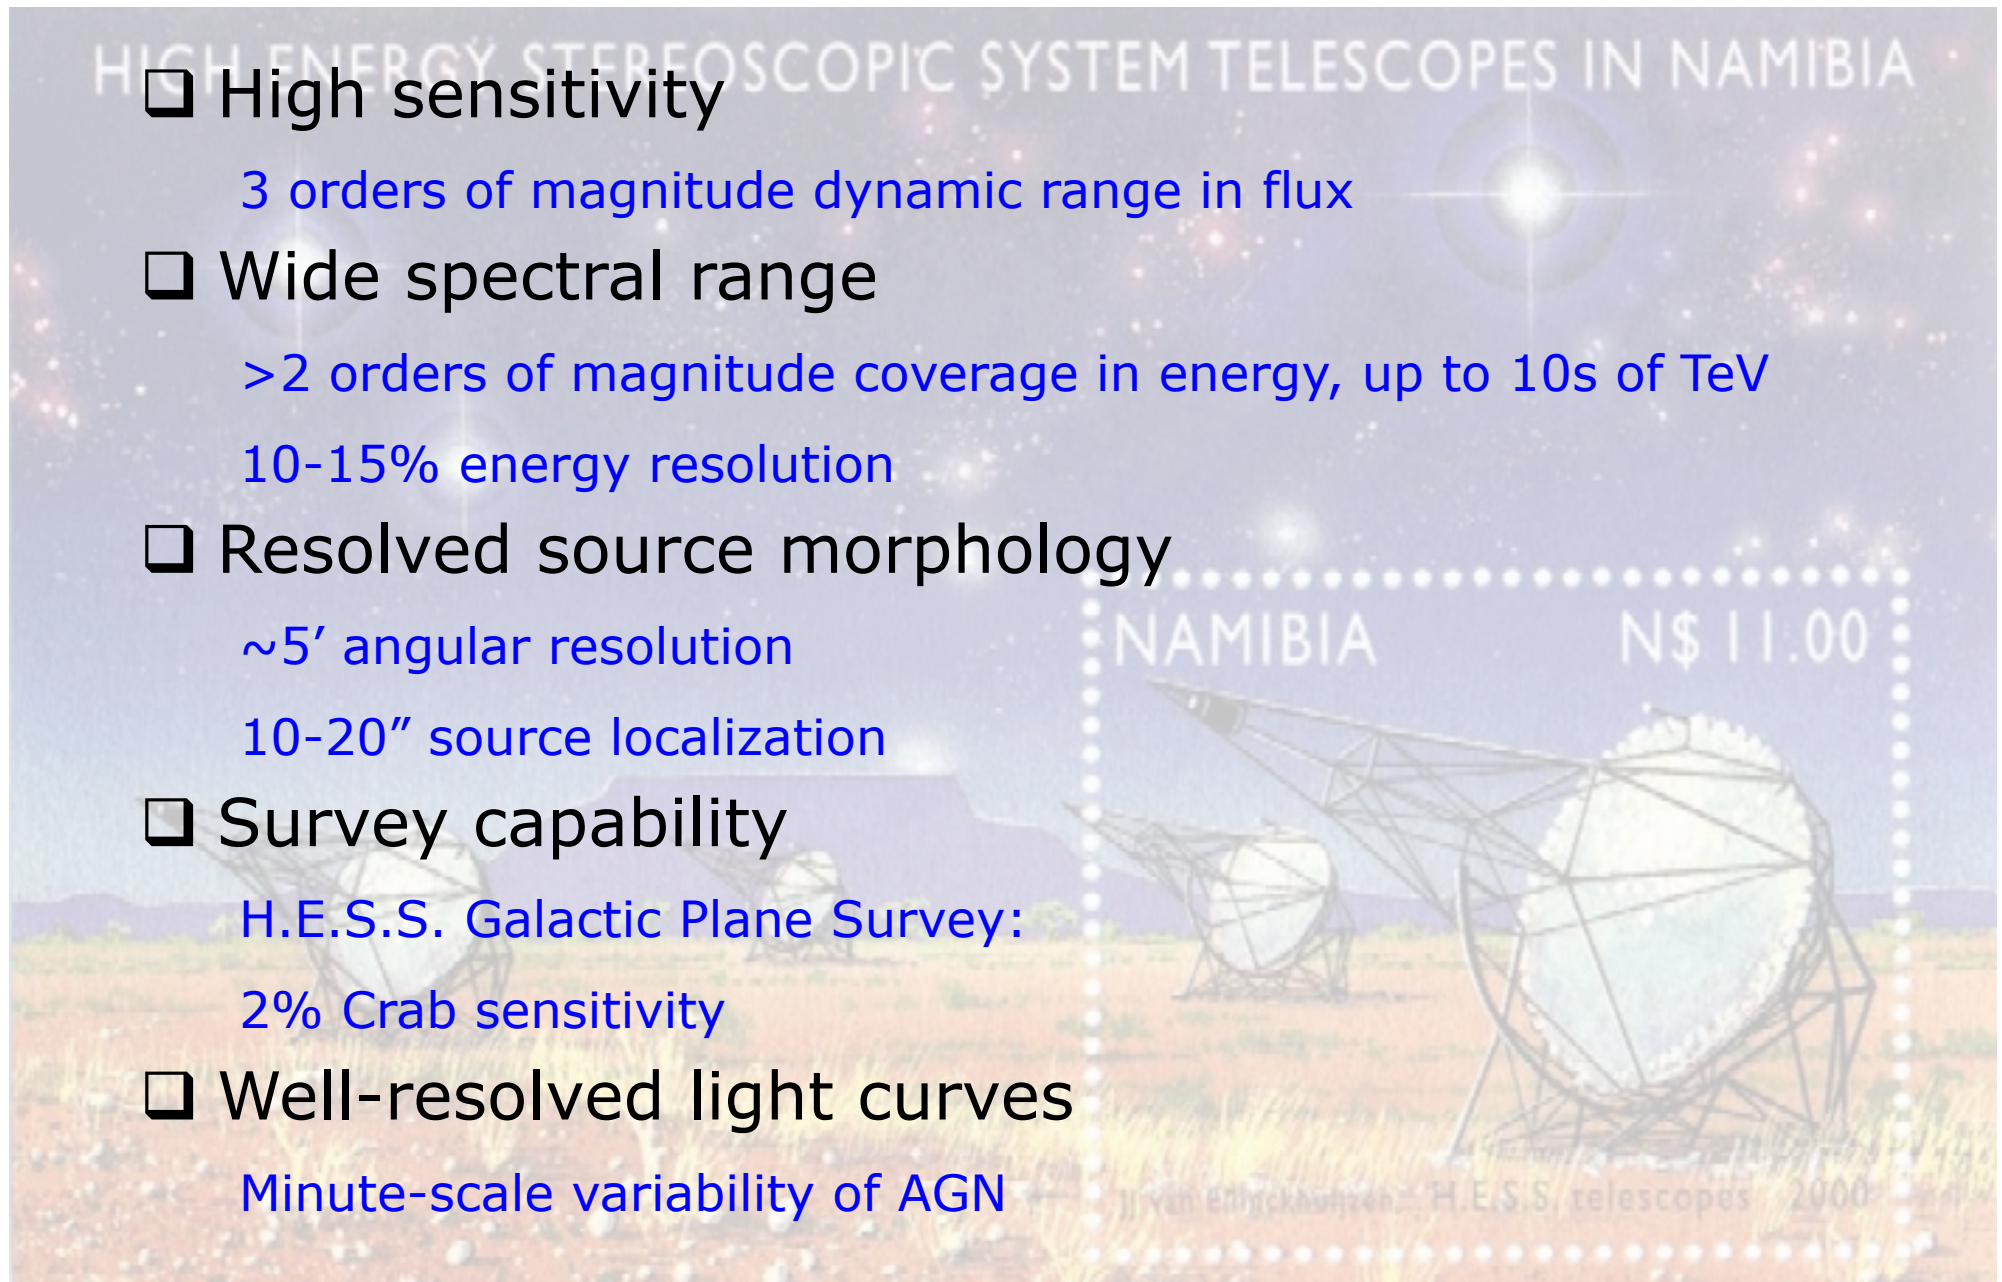 HIGH ENERGY STEREOSCOPIC SYSTEM TELESCOPES IN NAMIBIA
❑ High sensitivity
3 orders of magnitude dynamic range in flux
❑ Wide spectral range
>2 orders of magnitude coverage in energy, up to 10s of TeV
10-15% energy resolution
❑ Resolved source morphology
~5’ angular resolution
NAMIBIA N$ 11.00
10-20” source localization
❑ Survey capability
H.E.S.S. Galactic Plane Survey:
2% Crab sensitivity
❑ Well-resolved light curves
Minute-scale variability of AGN
H.E.S.S. telescopes 2000